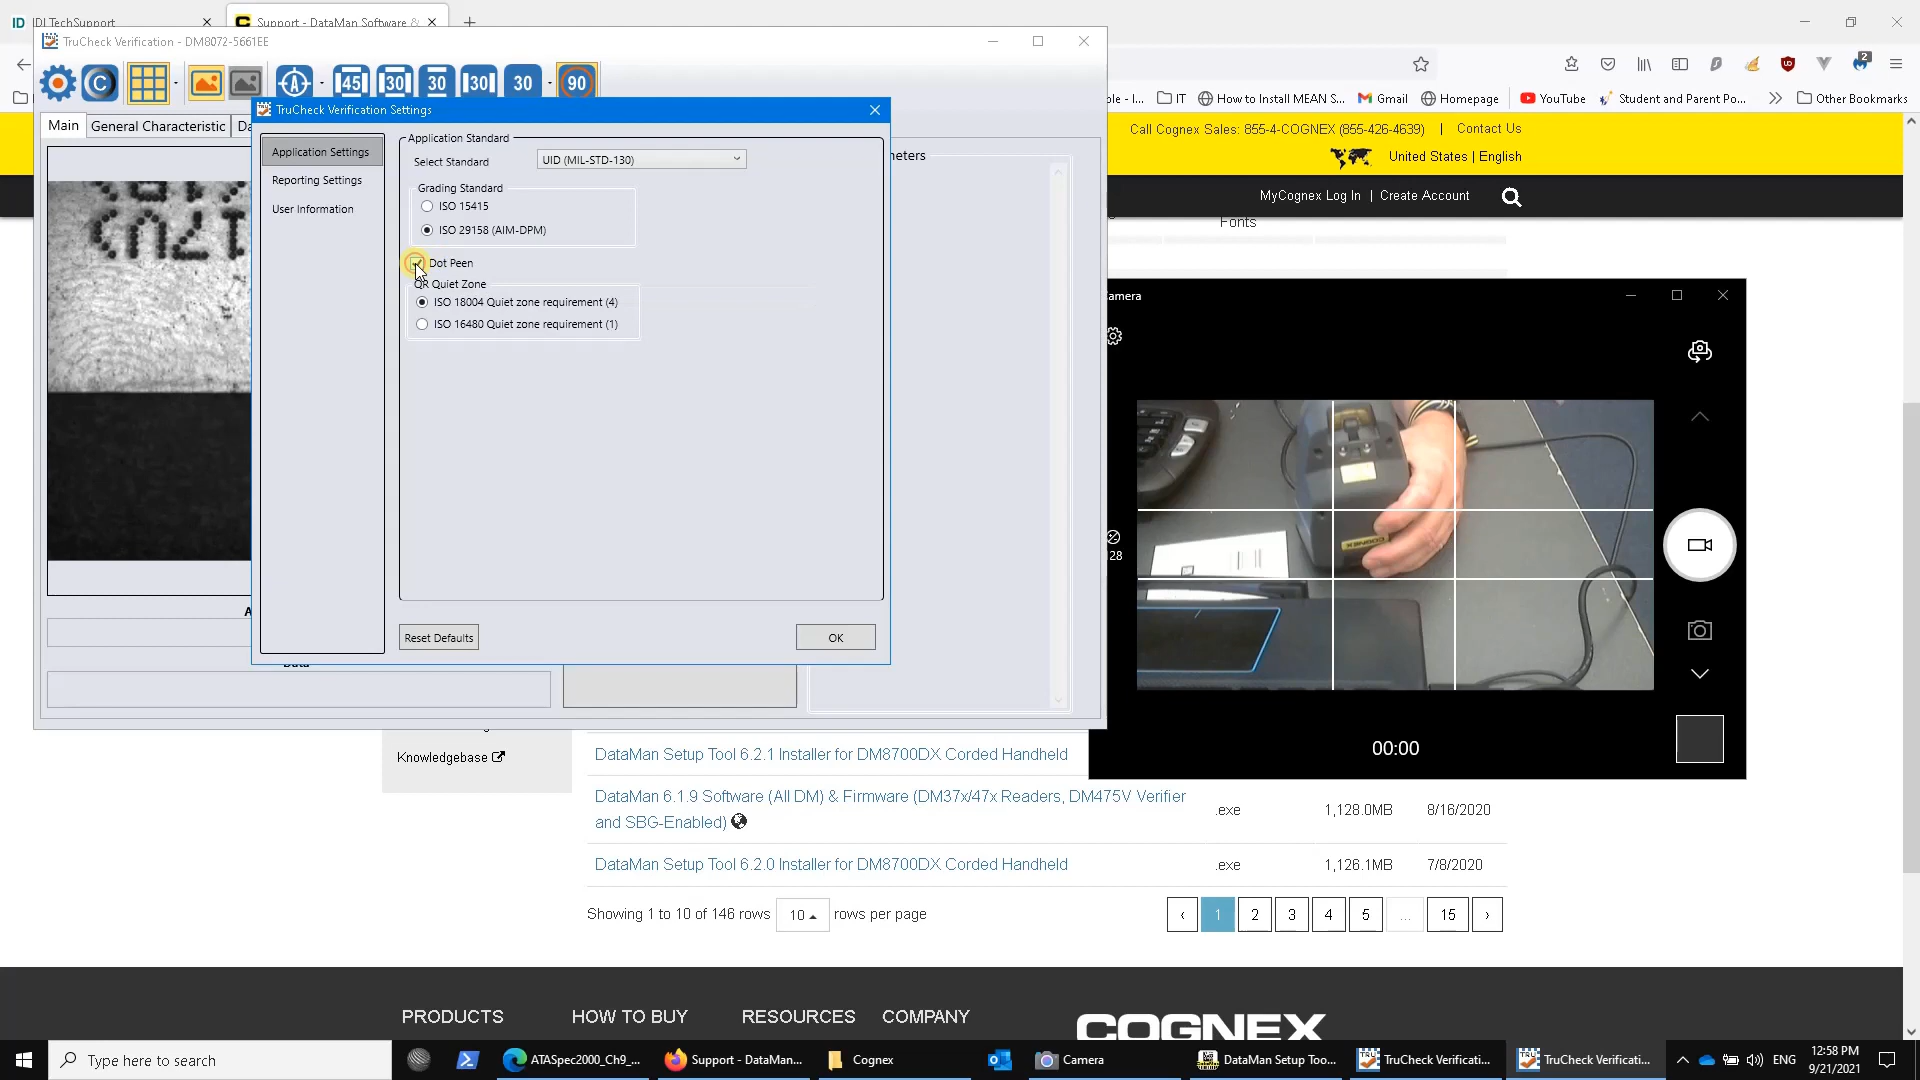 DI TechSupport
Support - DataMan Software &
TruCheck Verification - DM8072-5661EE
45
30
30
30
30
90
TruCheck Verification Settings
Main
General Characteristic
Application Settings
Reporting Settings
User Information
Application Standard
Select Standard
UID (MIL-STD-130)
Grading Standard
ISO 15415
ISO 29158 (AIM-DPM)
Dot Peen
QR Quiet Zone
ISO 18004 Quiet zone requirement (4)
ISO 16480 Quiet zone requirement (1)
Reset Defaults
OK
Data
IT
How to Install MEAN S...
Gmail
Homepage
YouTube
Student and Parent Po...
Other Bookmarks
2
Call Cognex Sales: 855-4-COGNEX (855-426-4639) | Contact Us
United States | English
MyCognex Log In | Create Account
Fonts
Camera
28
COGNEX
00:00
Knowledgebase
DataMan Setup Tool 6.2.1 Installer for DM8700DX Corded Handheld
DataMan 6.1.9 Software (All DM) & Firmware (DM37x/47x Readers, DM475V Verifier
and SBG-Enabled)
.exe
1,128.0MB
8/16/2020
DataMan Setup Tool 6.2.0 Installer for DM8700DX Corded Handheld
.exe
1,126.1MB
7/8/2020
Showing 1 to 10 of 146 rows
10
rows per page
‹ 1 2 3 4 5 ... 15 ›
PRODUCTS
HOW TO BUY
RESOURCES
COMPANY
COGNEX
Type here to search
ATASpec2000_Ch9_...
Support - DataMan...
Cognex
Camera
DataMan Setup Too...
TruCheck Verificati...
TruCheck Verificati...
ENG
12:58 PM
9/21/2021